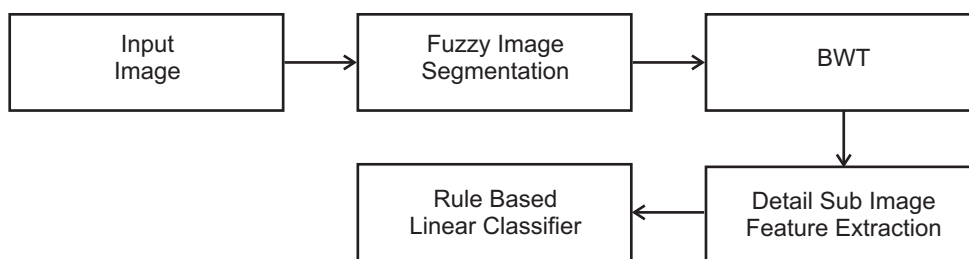 Input
Image
Fuzzy Image
Segmentation
BWT
Detail Sub Image
Feature Extraction
Rule Based
Linear Classifier